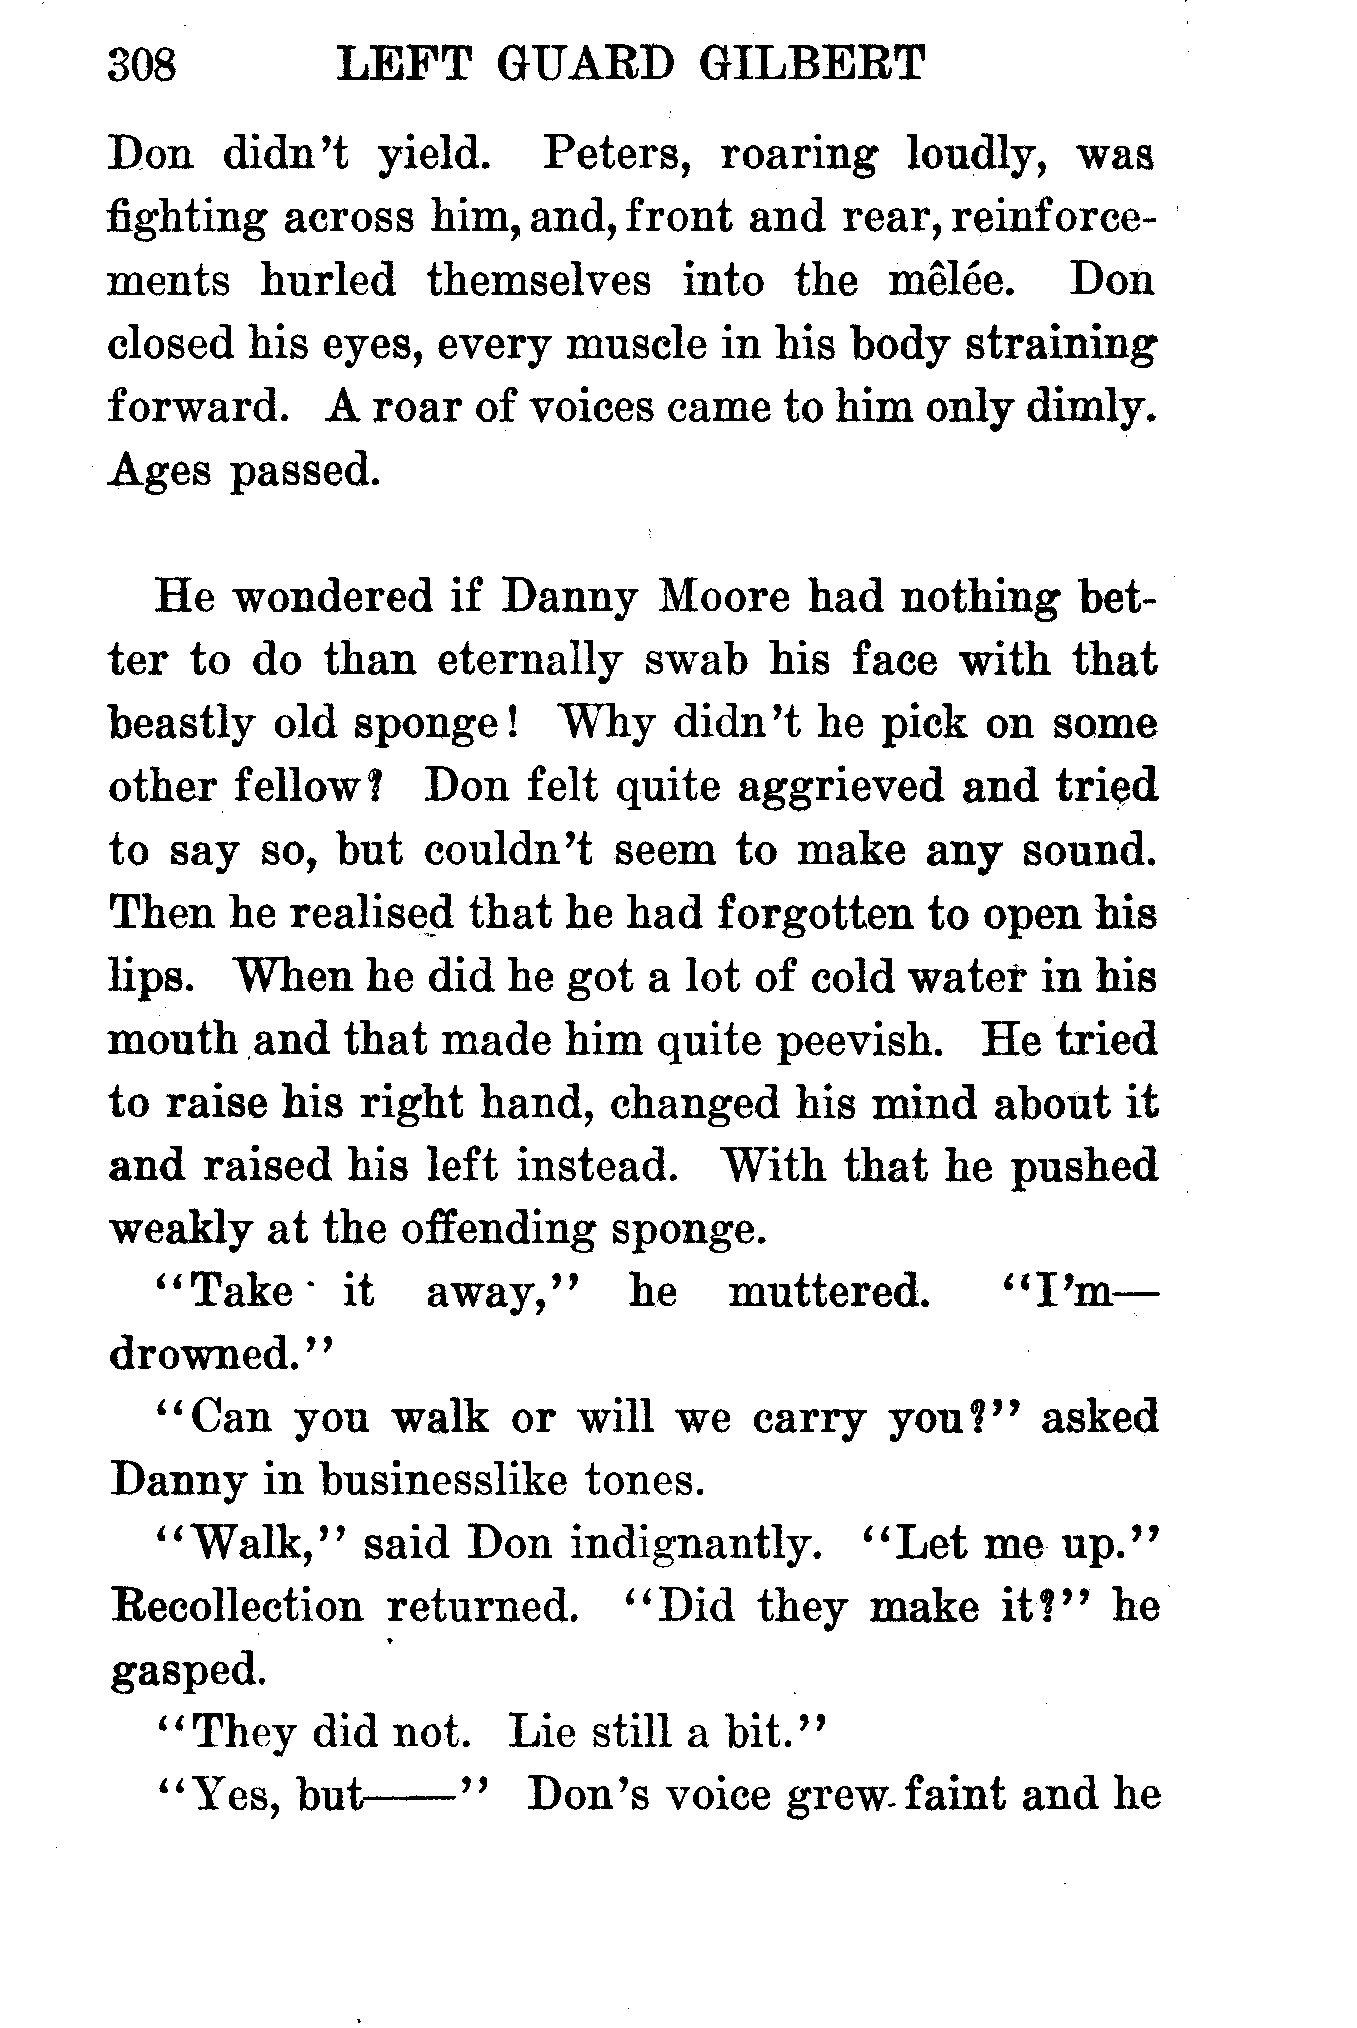 308 LEFT GUARD GILBERT
Don didn't yield. Peters, roaring loudly, was
fighting across him, and, front and rear, reinforce-
ments hurled themselves into the mêlée. Don
closed his eyes, every muscle in his body straining
forward. A roar of voices came to him only dimly.
Ages passed.
He wondered if Danny Moore had nothing bet-
ter to do than eternally swab his face with that
beastly old sponge! Why didn't he pick on some
other fellow? Don felt quite aggrieved and tried
to say so, but couldn't seem to make any sound.
Then he realised that he had forgotten to open his
lips. When he did he got a lot of cold water in his
mouth and that made him quite peevish. He tried
to raise his right hand, changed his mind about it
and raised his left instead. With that he pushed
weakly at the offending sponge.
"Take it away," he muttered. "I'm—
drowned."
"Can you walk or will we carry you?" asked
Danny in businesslike tones.
"Walk," said Don indignantly. "Let me up."
Recollection returned. "Did they make it?" he
gasped.
"They did not. Lie still a bit."
"Yes, but——" Don's voice grew faint and he